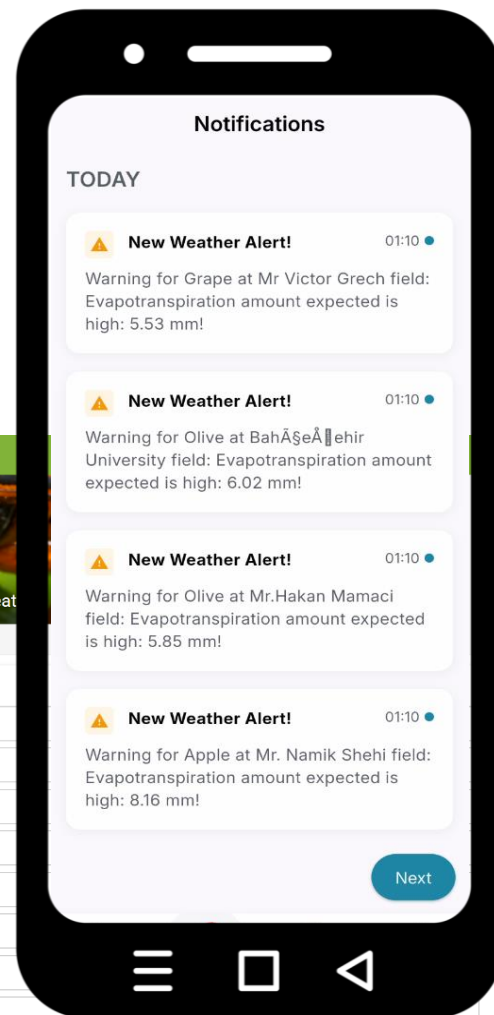 Notifications
TODAY
New Weather Alert!
01:10
Warning for Grape at Mr Victor Grech field:
Evapotranspiration amount expected is
high: 5.53 mm!
New Weather Alert!
01:10
Warning for Olive at BahÃ§eÅehir
University field: Evapotranspiration amount
expected is high: 6.02 mm!
New Weather Alert!
01:10
Warning for Olive at Mr.Hakan Mamaci
field: Evapotranspiration amount expected
is high: 5.85 mm!
New Weather Alert!
01:10
Warning for Apple at Mr. Namik Shehi field:
Evapotranspiration amount expected is
high: 8.16 mm!
Next